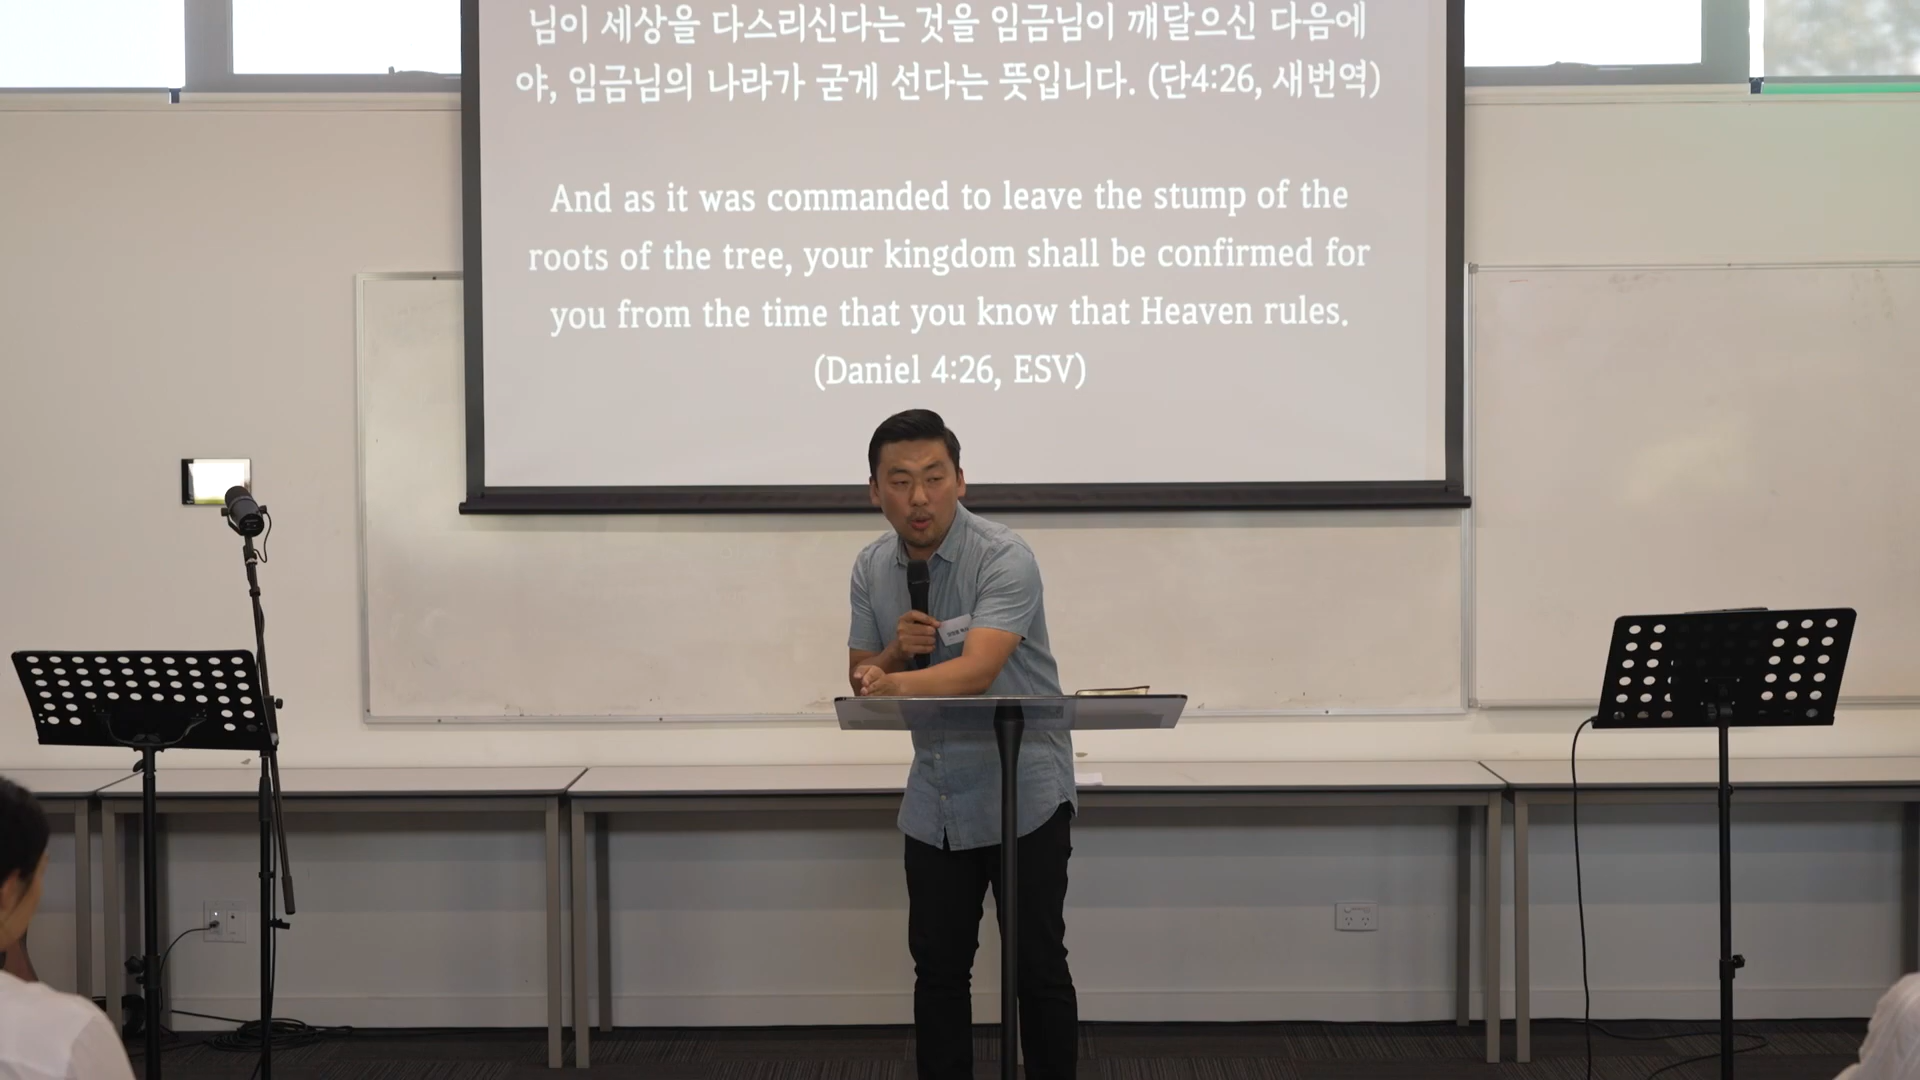 님이 세상을 다스리신다는 것을 임금님이 깨달으신 다음에
야, 임금님의 나라가 굳게 선다는 뜻입니다. (단4:26, 새번역)
And as it was commanded to leave the stump of the
roots of the tree, your kingdom shall be confirmed for
you from the time that you know that Heaven rules.
(Daniel 4:26, ESV)